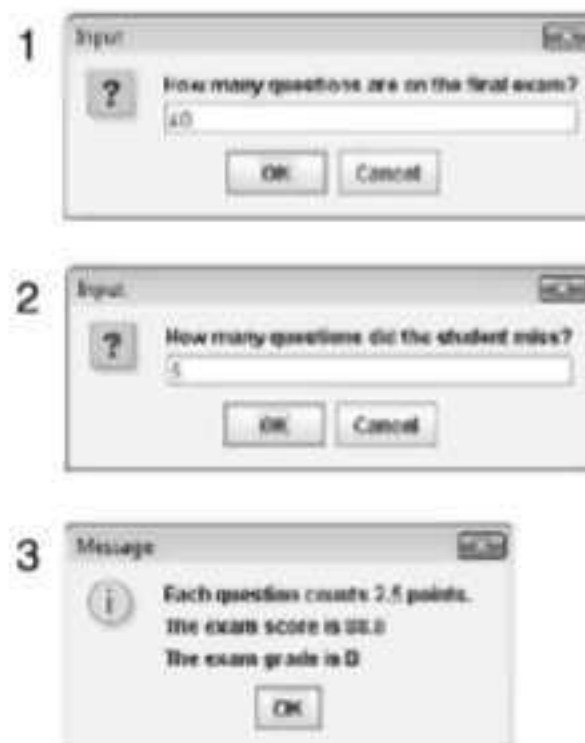 1
Input
How many questions are on the final exam?
40
OK Cancel
2
Input
How many questions did the student miss?
5
OK Cancel
3
Message
Each question counts 2.5 points.
The exam score is
The exam grade is
OK